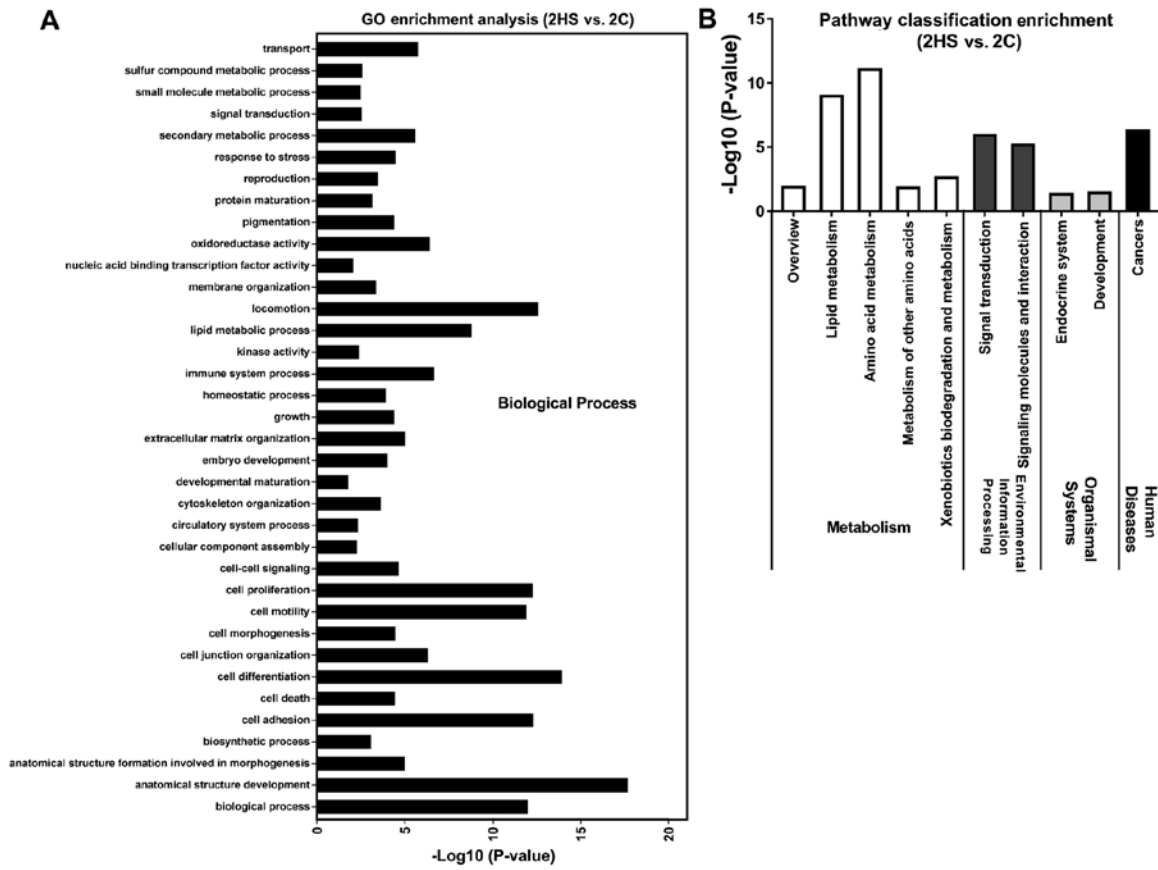 A
GO enrichment analysis (2HS vs. 2C)
transport
sulfur compound metabolic process
small molecule metabolic process
signal transduction
secondary metabolic process
response to stress
reproduction
protein maturation
pigmentation
oxidoreductase activity
nucleic acid binding transcription factor activity
membrane organization
locomotion
lipid metabolic process
kinase activity
immune system process
homeostatic process
growth
extracellular matrix organization
embryo development
developmental maturation
cytoskeleton organization
circulatory system process
cellular component assembly
cell-cell signaling
cell proliferation
cell motility
cell morphogenesis
cell junction organization
cell differentiation
cell death
cell adhesion
biosynthetic process
anatomical structure formation involved in morphogenesis
anatomical structure development
biological process
Biological Process
0 5 10 15 20
-Log10 (P-value)
B
Pathway classification enrichment
(2HS vs. 2C)
-Log10 (P-value)
15
10
5
0
Overview
Lipid metabolism
Amino acid metabolism
Metabolism of other amino acids
Xenobiotics biodegradation and metabolism
Signal transduction
Signaling molecules and interaction
Endocrine system
Development
Cancers
Metabolism
Environmental
Information
Processing
Organismal
Systems
Human
Diseases